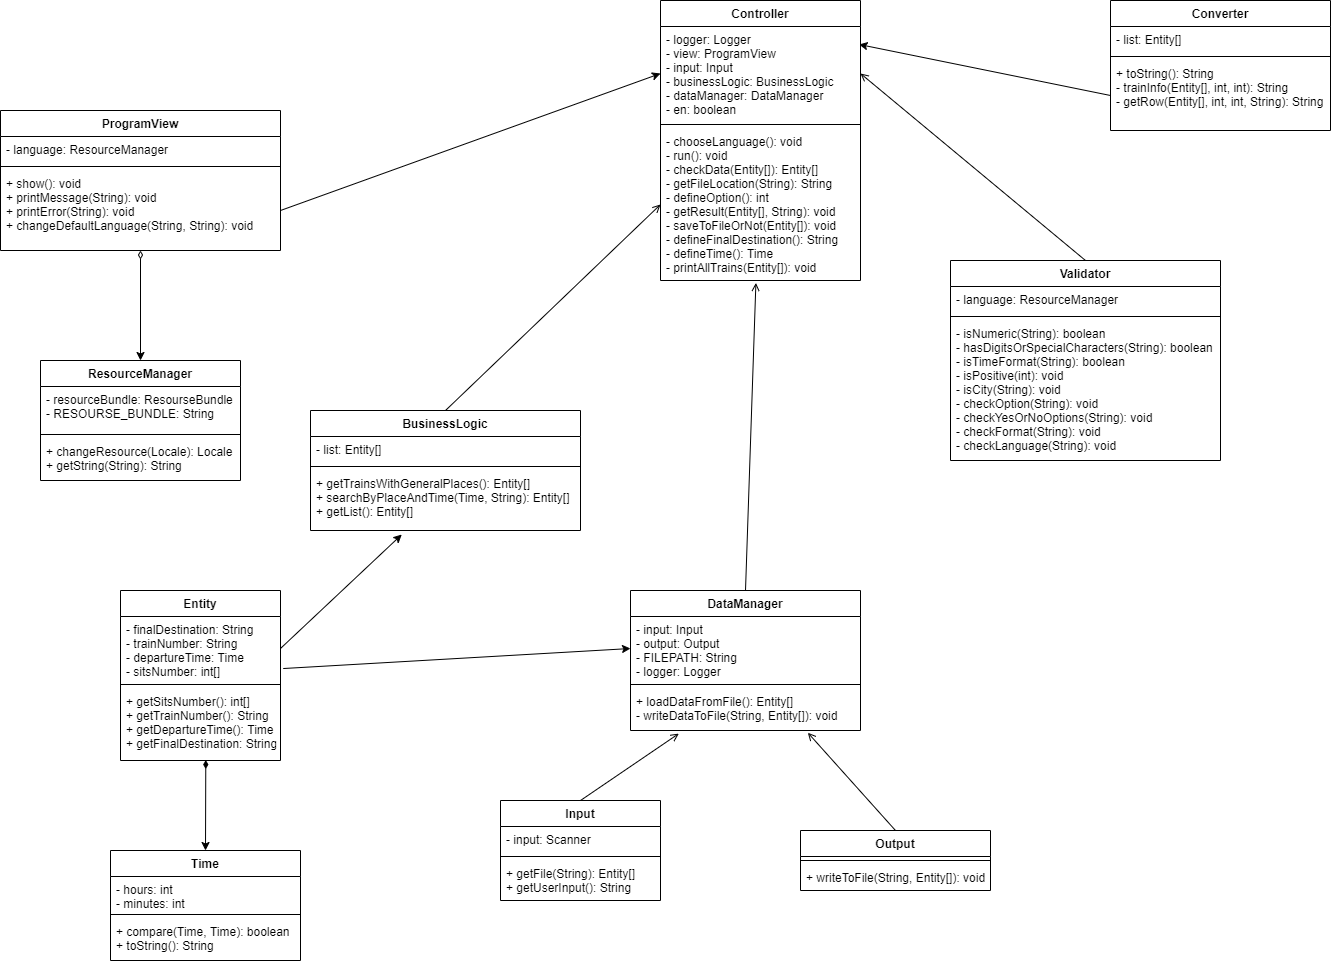 Controller
- logger: Logger
- view: ProgramView
- input: Input
- businessLogic: BusinessLogic
- dataManager: DataManager
- en: boolean
- chooseLanguage(): void
- run(): void
- checkData(Entity[]): Entity[]
- getFileLocation(String): String
- defineOption(): int
- getResult(Entity[], String): void
- saveToFileOrNot(Entity[]): void
- defineFinalDestination(): String
- defineTime(): Time
- printAllTrains(Entity[]): void
Converter
- list: Entity[]
+ toString(): String
- trainInfo(Entity[], int, int): String
- getRow(Entity[], int, int, String): String
ProgramView
- language: ResourceManager
+ show(): void
+ printMessage(String): void
+ printError(String): void
+ changeDefaultLanguage(String, String): void
Validator
- language: ResourceManager
- isNumeric(String): boolean
- hasDigitsOrSpecialCharacters(String): boolean
- isTimeFormat(String): boolean
- isPositive(int): void
- isCity(String): void
- checkOption(String): void
- checkYesOrNoOptions(String): void
- checkFormat(String): void
- checkLanguage(String): void
ResourceManager
- resourceBundle: ResourseBundle
- RESOURSE_BUNDLE: String
+ changeResource(Locale): Locale
+ getString(String): String
BusinessLogic
- list: Entity[]
+ getTrainsWithGeneralPlaces(): Entity[]
+ searchByPlaceAndTime(Time, String): Entity[]
+ getList(): Entity[]
Entity
- finalDestination: String
- trainNumber: String
- departureTime: Time
- sitsNumber: int[]
+ getSitsNumber(): int[]
+ getTrainNumber(): String
+ getDepartureTime(): Time
+ getFinalDestination: String
DataManager
- input: Input
- output: Output
- FILEPATH: String
- logger: Logger
+ loadDataFromFile(): Entity[]
- writeDataToFile(String, Entity[]): void
Input
- input: Scanner
+ getFile(String): Entity[]
+ getUserInput(): String
Output
+ writeToFile(String, Entity[]): void
Time
- hours: int
- minutes: int
+ compare(Time, Time): boolean
+ toString(): String